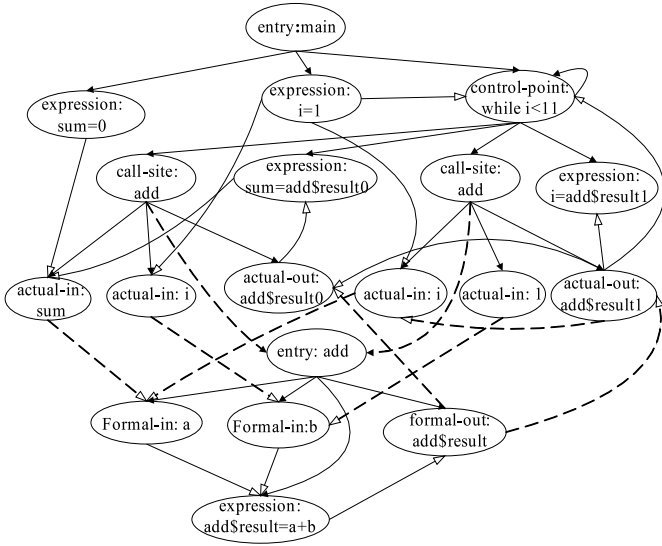 entry:main
expression:
sum=0
expression:
i=1
control-point:
while i<11
call-site:
add
expression:
sum=add$result0
call-site:
add
expression:
i=add$result1
actual-in:
sum
actual-in: i
actual-out:
add$result0
actual-in: i
actual-in: 1
actual-out:
add$result1
entry: add
Formal-in: a
Formal-in:b
formal-out:
add$result
expression:
add$result=a+b